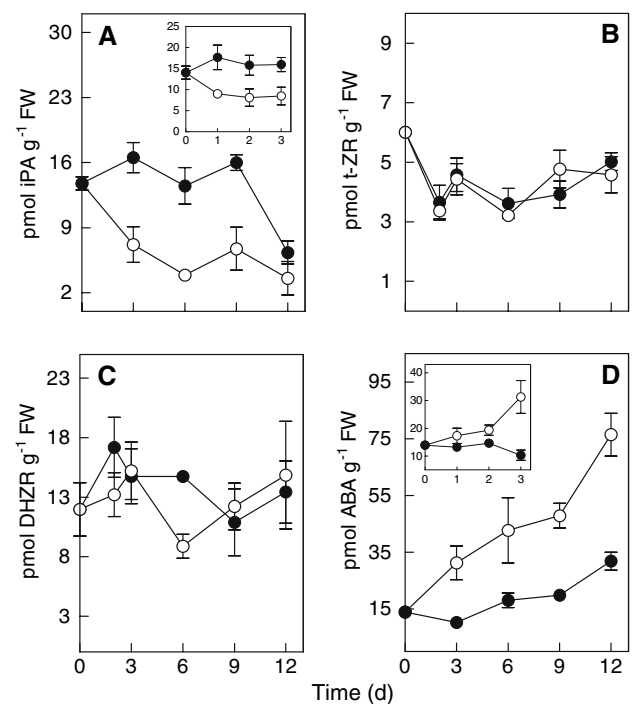 A
pmol iPA g⁻¹ FW
30
23
16
9
2
25
20
15
10
5
0
0 1 2 3
B
pmol t-ZR g⁻¹ FW
9
7
5
3
1
C
pmol DHZR g⁻¹ FW
23
18
13
8
3
0 3 6 9 12
D
pmol ABA g⁻¹ FW
95
75
55
35
15
40
30
20
10
0 1 2 3
0 3 6 9 12
Time (d)